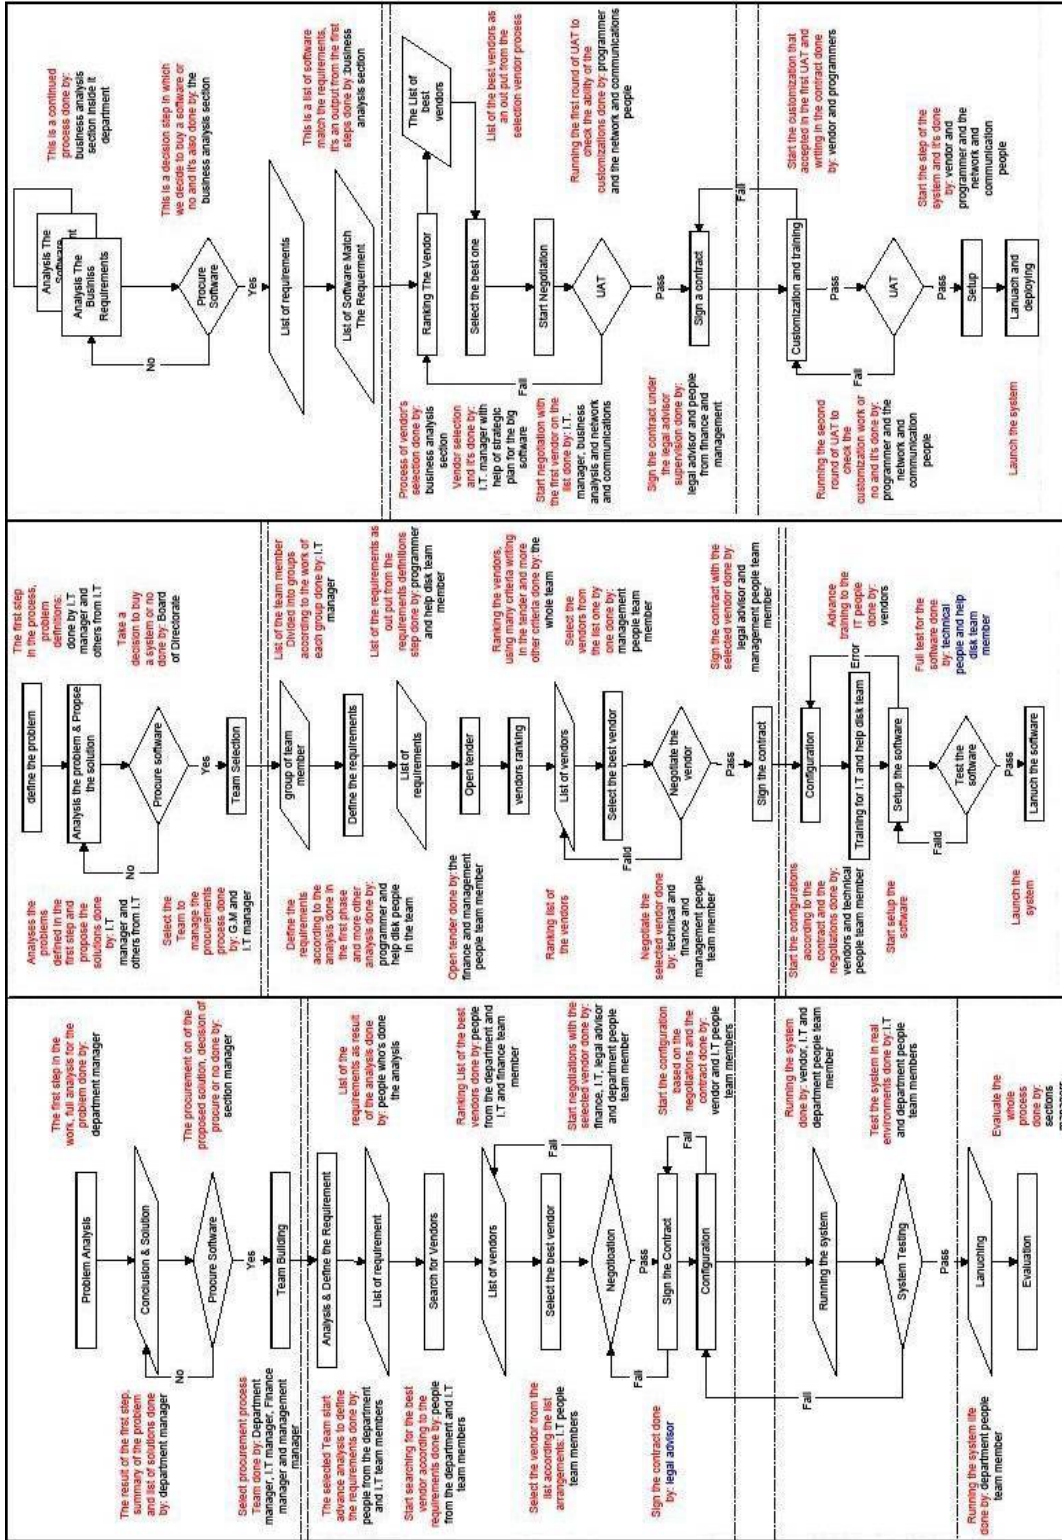 Problem Analysis
The first step in the
work, full analysis for the
problem done by:
department manager
The result of the first step,
summary of the problem
and list of solutions done
by: department manager
Conclusion & Solution
No
Procure Software
The procurement on of the
proposed solution, decision of
procure or no done by:
section manager
Yes
Select procurement process
Team done by: Department
manager, I.T manager, Finance
manager and management
manager
Team Building
The selected Team start
advance analysis to define
the requirements done by:
people from the department
and I.T team members
Analysis & Define the Requirement
List of the
requirements as result
of the analysis done
by: people who's done
the analysis
List of requirement
Start searching for the best
vendor according to the
requirements done by: people
from the department and I.T
team members
Search for Vendors
Ranking List of the best
vendors done by: people
from the department and
I.T and finance team
member
List of vendors
Fail
Select the vendor from the
list according the list
arrangements: I.T people
team members
Select the best vendor
Negotioation
Start negotiations with the
selected vendor done by:
finance, I.T, legal advisor
and department people
team member
Pass
Fail
Sign the contract done
by: legal advisor
Sign the Contract
Fail
Configuration
Start the configuration
based on the
negotiations and the
contract done by:
vendor and I.T people
team members
Fail
Running the system
Running the system
done by: vendor, I.T and
department people team
member
System Testing
Test the system in real
environments done by: I.T
and department people
team members
Pass
Running the system life
done by: department people
team member
Lanuching
Evaluation
Evaluate the
whole
process
done by:
sections
define the problem
The first step
in the process,
problem
definitions:
done by I.T
manager and
others from I.T
Analyses the
problems
defined in the
first step and
propose the
solutions done
by: I.T
manager and
others from I.T
Analysis the problem & Propse
the solution
No
Procure software
Take a
decision to buy
a system or no
done by: Board
of Directorate
Yes
Select the
Team to
manage the
procurements
process done
by: G.M and
I.T manager
Team Selection
group of team
member
List of the team member
Divided into groups
according to the work of
each group done by: I.T
manager
Define the
requirements
according to the
analysis done in
the first phase
and more other
analysis done by:
programmer and
help disk people
in the team
Define the requirements
List of
requirements
List of the requirements as
out put from the
requirements definitions
step done by: programmer
and help disk team
member
Open tender done by: the
finance and management
people team member
Open tender
vendors ranking
Ranking the vendors,
using many criteria writing
in the tender and more
other criteria done by: the
whole team
Ranking list of
the vendors
List of vendors
Select the best vendor
Select the
vendors from
the list one by
one done by:
management
people team
member
Faild
Negotiate the
selected vendor done
by: technical and
finance and
management people
team member
Negotiate the
vendor
Pass
Sign the contract
Sign the contract with the
selected vendor done by:
legal advisor and
management people team
member
Start the configurations
according to the
contract and the
negotiations done by:
vendors and technical
people team member
Configuration
Training for I.T and help disk team
Error
Advance
training to the
IT people
done by:
vendors
Start setup the
software
Setup the software
Faild
Test the
software
Full test for the
software done
by: technical
people and help
disk team
member
Pass
Launch the
system
Lanuch the software
Analysis The
Software
Analysis The
Businiss
Requirements
This is a continued
process done by:
business analysis
section inside it
department
No
Procure
Software
This is a decision step in which
we decide to buy a software or
no and it's also done by: the
business analysis section
Yes
List of requirements
List of Software Match
The Requerment
This is a list of software
match the requirements,
it's an output from the first
steps done by :business
analysis section
Process of vendor's
selection done by:
business analysis
section
Ranking The Vendor
The List of
best
vendors
List of the best vendors as
an out put from the
selection vendor process
Vendor selection
and it's done by:
I.T. manager with
help of strategic
plan for the big
software
Select the best one
Start negotiation with
the first vendor on the
list done by: I.T.
manager, business
analysis and network
and communications
Start Negotiation
Fail
UAT
Running the first round of UAT to
check the ability of the
customizations done by: programmer
and the network and communications
people
Pass
Sign the contract under
the legal advisor
supervision done by:
legal advisor and people
from finance and
management
Sign a contract
Fail
Customization and training
Start the customization that
accepted in the first UAT and
writing in the contract done
by: vendor and programmers
Pass
Fail
Running the second
round of UAT to
check the
customization work or
no and it's done by:
programmer and the
network and
communication
people
UAT
Pass
Setup
Start the step of the
system and it's done
by: vendor and
programmer and the
network and
communication
people
Launch the system
Lanuach and
deploying